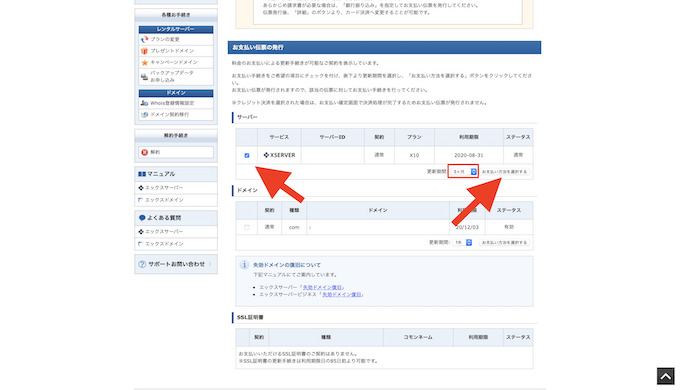 各種お手続き
レンタルサーバー
プランの変更
プレゼントドメイン
キャンペーンドメイン
バックアップデータ
お申し込み
ドメイン
Whois登録情報設定
ドメイン契約移行
解約手続き
解約
マニュアル
エックスサーバー
エックスドメイン
よくある質問
エックスサーバー
エックスドメイン
サポートお問い合わせ
あらかじめ請求書が必要な場合は、「銀行振り込み」を指定してお支払い伝票を発行してください。
伝票発行後、「詳細」のボタンより、カード決済へ変更することが可能です。
お支払い伝票の発行
料金のお支払いによる更新手続きが可能なご契約を表示しています。
お支払い手続きをご希望の項目にチェックを付け、表下より更新期間を選択し、「お支払い方法を選択する」ボタンをクリックしてください。
お支払い伝票が発行されますので、該当の伝票に対してお支払い手続きを行ってください。
※クレジット決済を選択された場合は、お支払い確定画面で決済処理が完了するためお支払い伝票が発行されません。
サーバー
サービス サーバーID 契約 プラン 利用期限 ステータス
XSERVER 通常 X10 2020-08-31 通常
更新期間: 3ヶ月 お支払い方法を選択する
ドメイン
契約 種類 ドメイン ステータス
通常 com 20/12/03 有効
更新期間: 1年 お支払い方法を選択する
失効ドメインの復旧について
下記マニュアルにてご案内しています。
エックスサーバー「失効ドメイン復旧」
エックスサーバービジネス「失効ドメイン復旧」
SSL証明書
契約 種類 コモンネーム 利用期限 ステータス
お支払いいただけるSSL証明書のご契約はありません。
※SSL証明書の更新手続きは利用期限日の85日前より可能です。